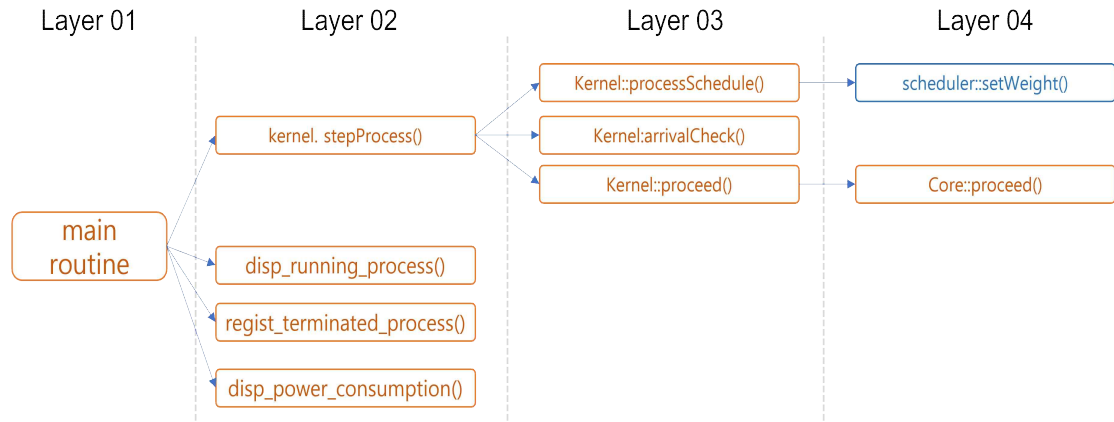 Layer 01
Layer 02
Layer 03
Layer 04
main
routine
kernel. stepProcess()
disp_running_process()
regist_terminated_process()
disp_power_consumption()
Kernel::processSchedule()
Kernel:arrivalCheck()
Kernel::proceed()
scheduler::setWeight()
Core::proceed()